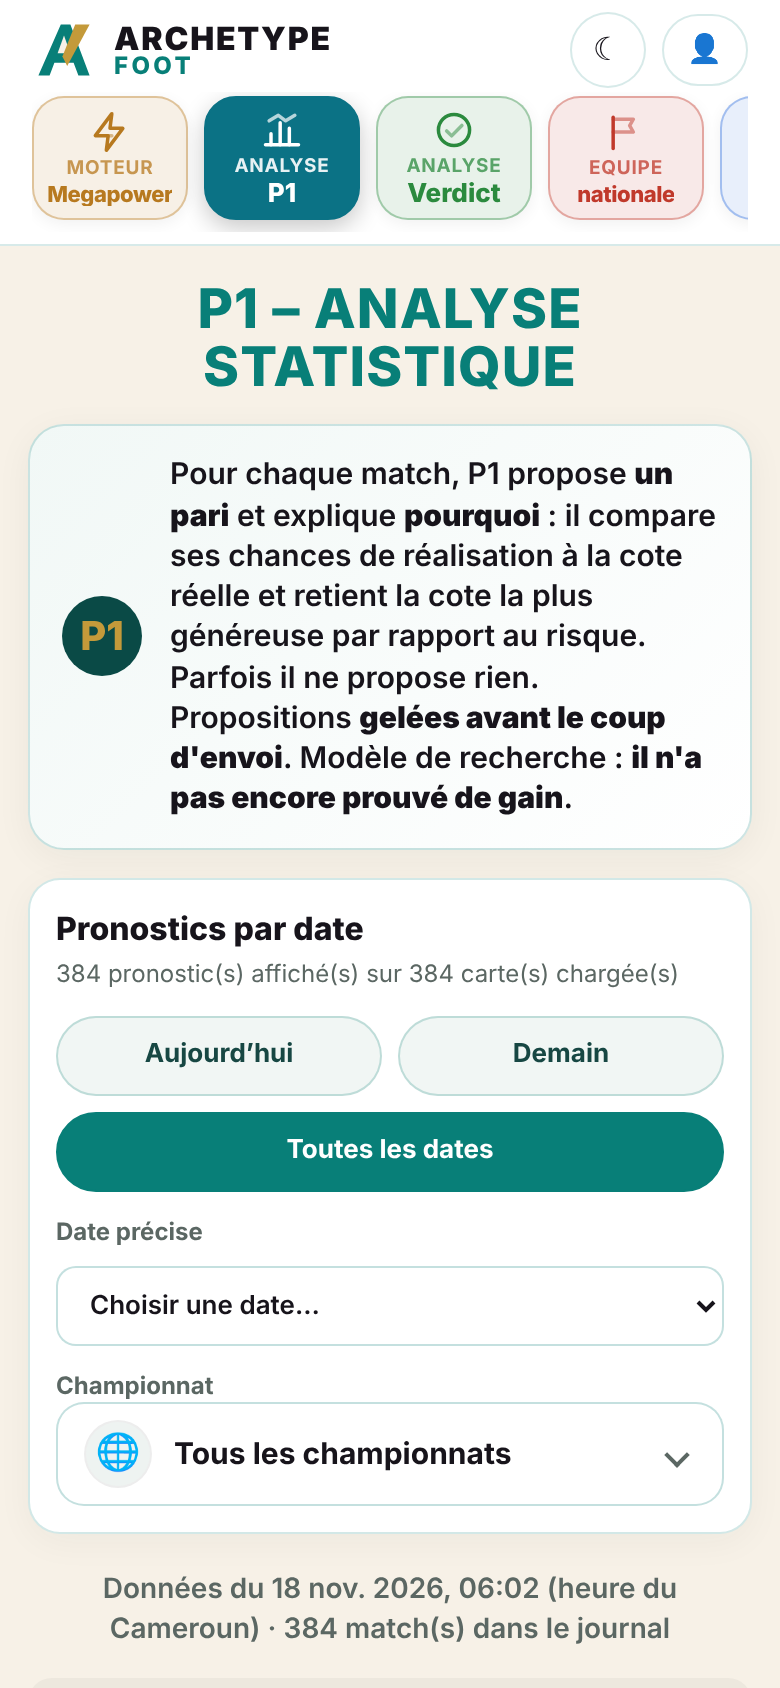 ARCHETYPE
FOOT
MOTEUR
Megapower
ANALYSE
P1
ANALYSE
Verdict
EQUIPE
nationale
P1 – ANALYSE
STATISTIQUE
P1
Pour chaque match, P1 propose un
pari et explique pourquoi : il compare
ses chances de réalisation à la cote
réelle et retient la cote la plus
généreuse par rapport au risque.
Parfois il ne propose rien.
Propositions gelées avant le coup
d'envoi. Modèle de recherche : il n'a
pas encore prouvé de gain.
Pronostics par date
384 pronostic(s) affiché(s) sur 384 carte(s) chargée(s)
Aujourd’hui
Demain
Toutes les dates
Date précise
Choisir une date...
Championnat
Tous les championnats
Données du 18 nov. 2026, 06:02 (heure du
Cameroun) · 384 match(s) dans le journal